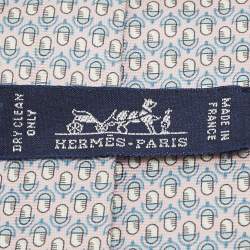 DRY CLEAN
ONLY
HERMÈS-PARIS
MADE IN
FRANCE